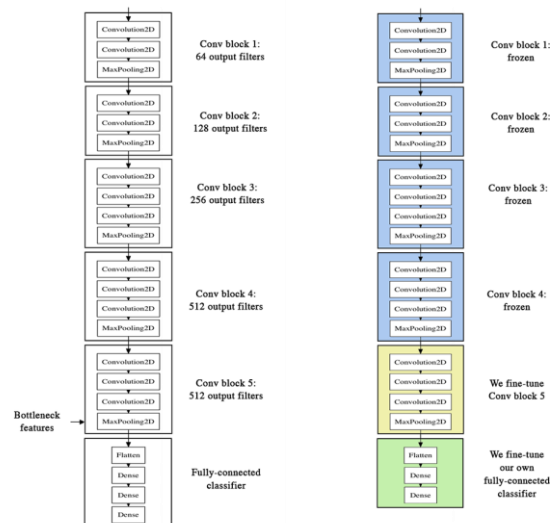 Convolution2D
Convolution2D
MaxPooling2D
Conv block 1:
64 output filters
Convolution2D
Convolution2D
MaxPooling2D
Conv block 2:
128 output filters
Convolution2D
Convolution2D
Convolution2D
MaxPooling2D
Conv block 3:
256 output filters
Convolution2D
Convolution2D
Convolution2D
MaxPooling2D
Conv block 4:
512 output filters
Convolution2D
Convolution2D
Convolution2D
MaxPooling2D
Conv block 5:
512 output filters
Bottleneck
features
Flatten
Dense
Dense
Dense
Fully-connected
classifier
Convolution2D
Convolution2D
MaxPooling2D
Conv block 1:
frozen
Convolution2D
Convolution2D
MaxPooling2D
Conv block 2:
frozen
Convolution2D
Convolution2D
Convolution2D
MaxPooling2D
Conv block 3:
frozen
Convolution2D
Convolution2D
Convolution2D
MaxPooling2D
Conv block 4:
frozen
Convolution2D
Convolution2D
Convolution2D
MaxPooling2D
We fine-tune
Conv block 5
Flatten
Dense
Dense
We fine-tune
our own
fully-connected
classifier